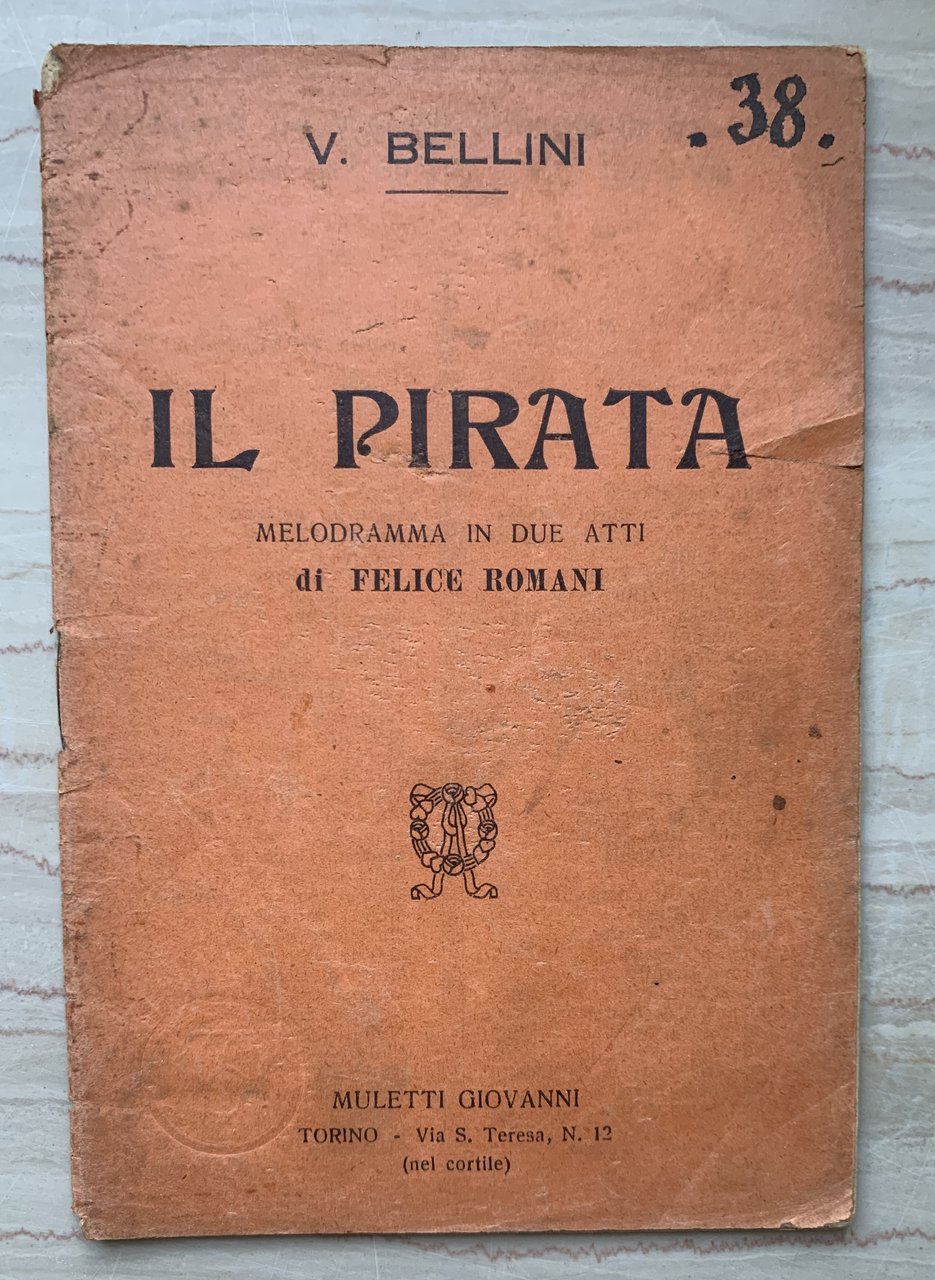 . 38 .
V. BELLINI
IL PIRATA
MELODRAMMA IN DUE ATTI
di FELICE ROMANI
MULETTI GIOVANNI
TORINO - Via S. Teresa, N. 12
(nel cortile)